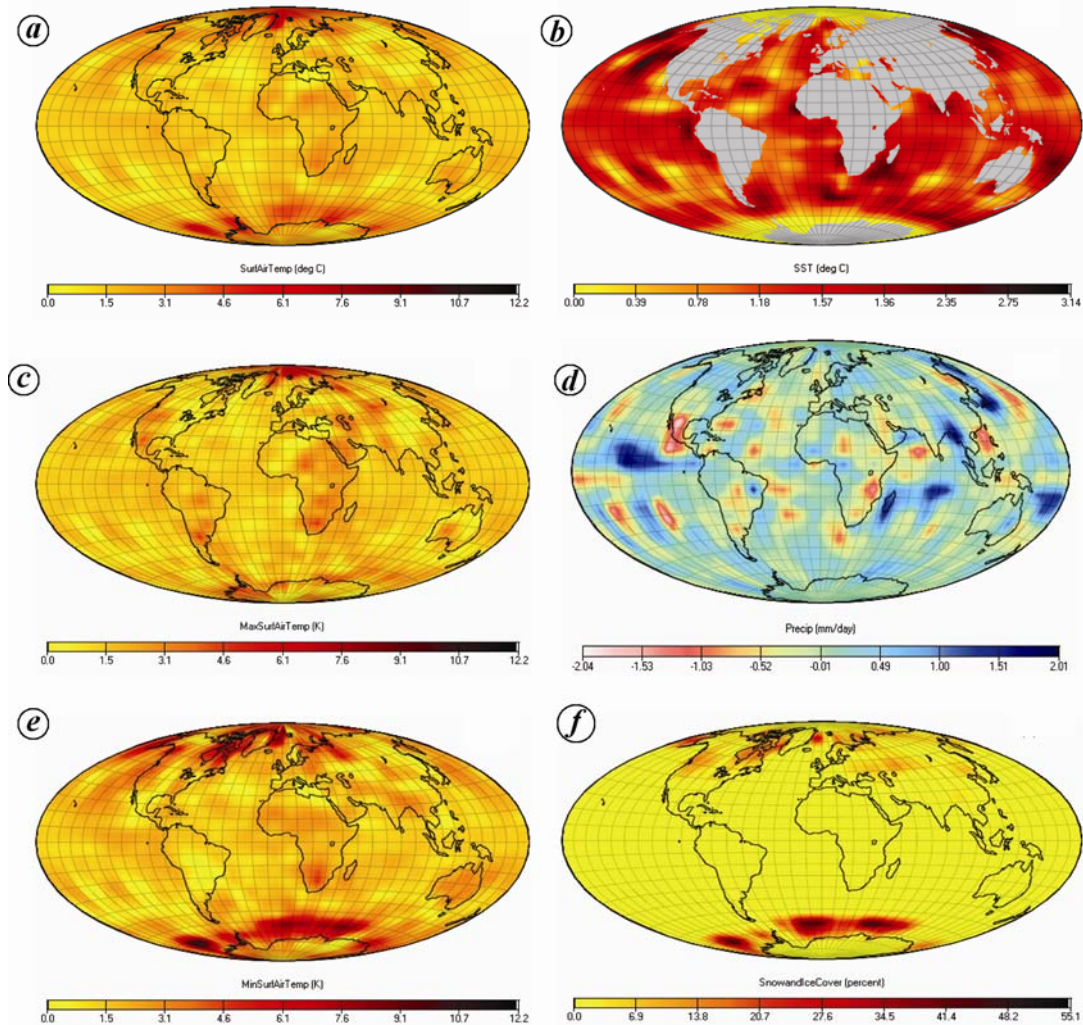 a
SurfAirTemp (deg C)
0.0 1.5 3.1 4.6 6.1 7.6 9.1 10.7 12.2
b
SST (deg C)
0.00 0.39 0.78 1.18 1.57 1.96 2.35 2.75 3.14
c
MaxSurfAirTemp (K)
0.0 1.5 3.1 4.6 6.1 7.6 9.1 10.7 12.2
d
Precip (mm/day)
-2.04 -1.53 -1.03 -0.52 -0.01 0.49 1.00 1.51 2.01
e
MinSurfAirTemp (K)
0.0 1.5 3.1 4.6 6.1 7.6 9.1 10.7 12.2
f
SnowandIceCover (percent)
0.0 6.9 13.8 20.7 27.6 34.5 41.4 48.2 55.1